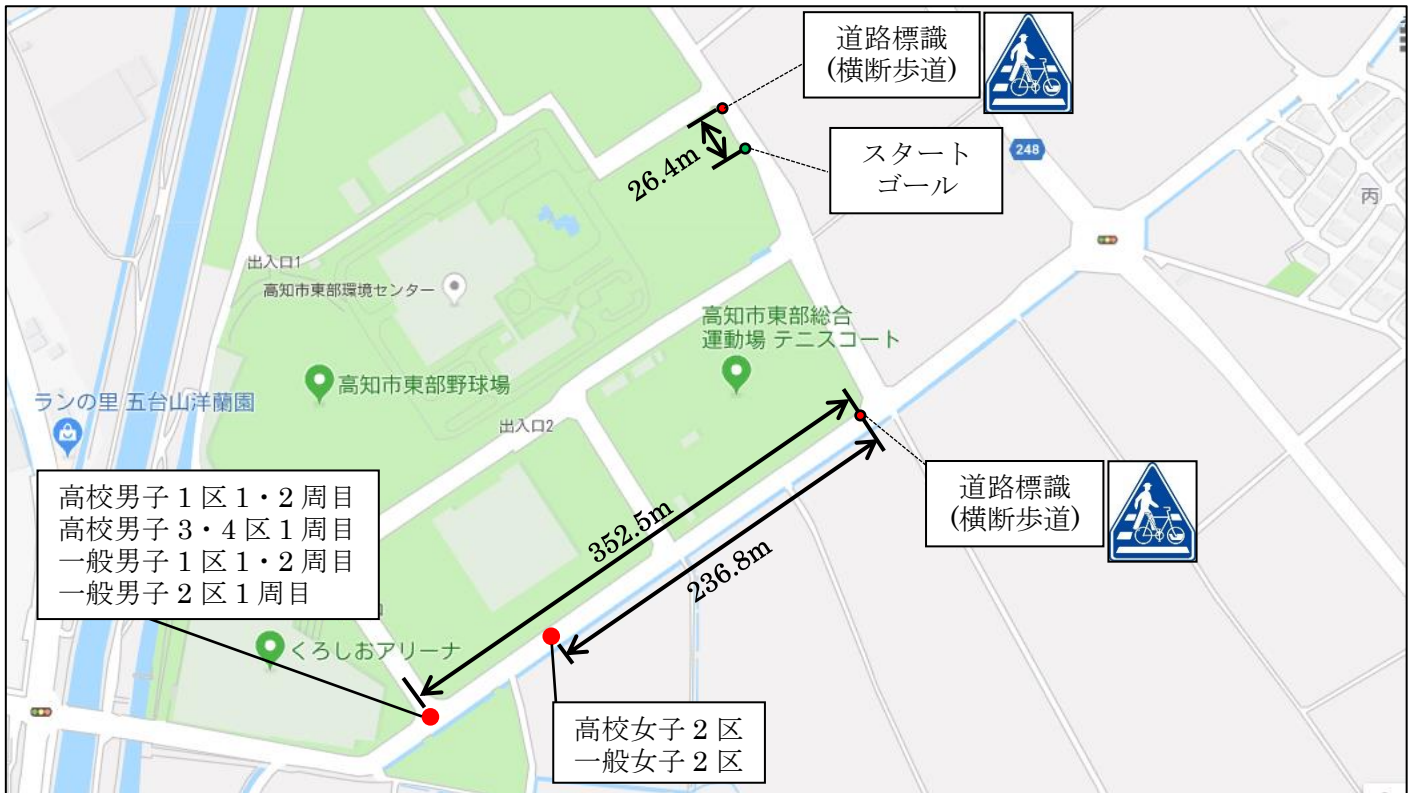 道路標識
(横断歩道)
スタート
ゴール
26.4m
248
丙
出入口1
高知市東部環境センター
高知市東部総合
運動場 テニスコート
高知市東部野球場
ランの里 五台山洋蘭園
出入口2
高校男子1区1・2周目
高校男子3・4区1周目
一般男子1区1・2周目
一般男子2区1周目
352.5m
236.8m
道路標識
(横断歩道)
くろしおアリーナ
高校女子2区
一般女子2区